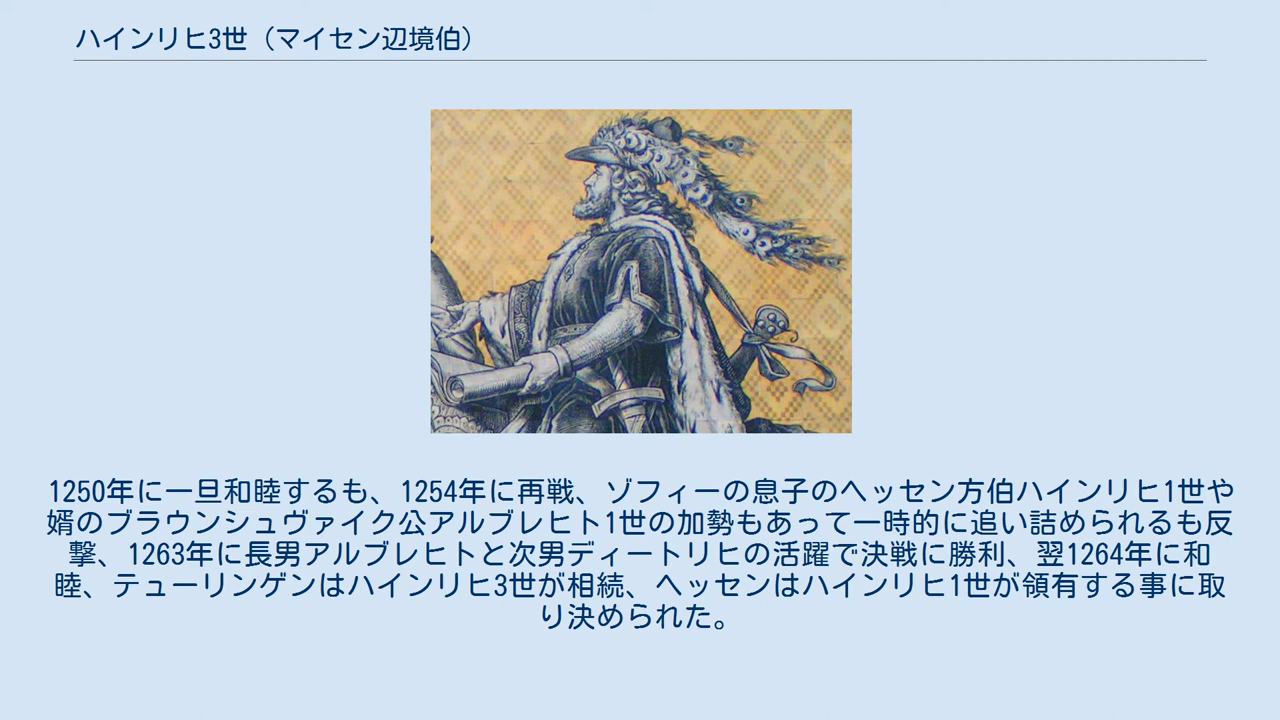 ハインリヒ3世（マイセン辺境伯）
1250年に一旦和睦するも、1254年に再戦、ゾフィーの息子のヘッセン方伯ハインリヒ1世や
婿のブラウンシュヴァイク公アルブレヒト1世の加勢もあって一時的に追い詰められるも反
撃、1263年に長男アルブレヒトと次男ディートリヒの活躍で決戦に勝利、翌1264年に和
睦、テューリンゲンはハインリヒ3世が相続、ヘッセンはハインリヒ1世が領有する事に取
り決められた。